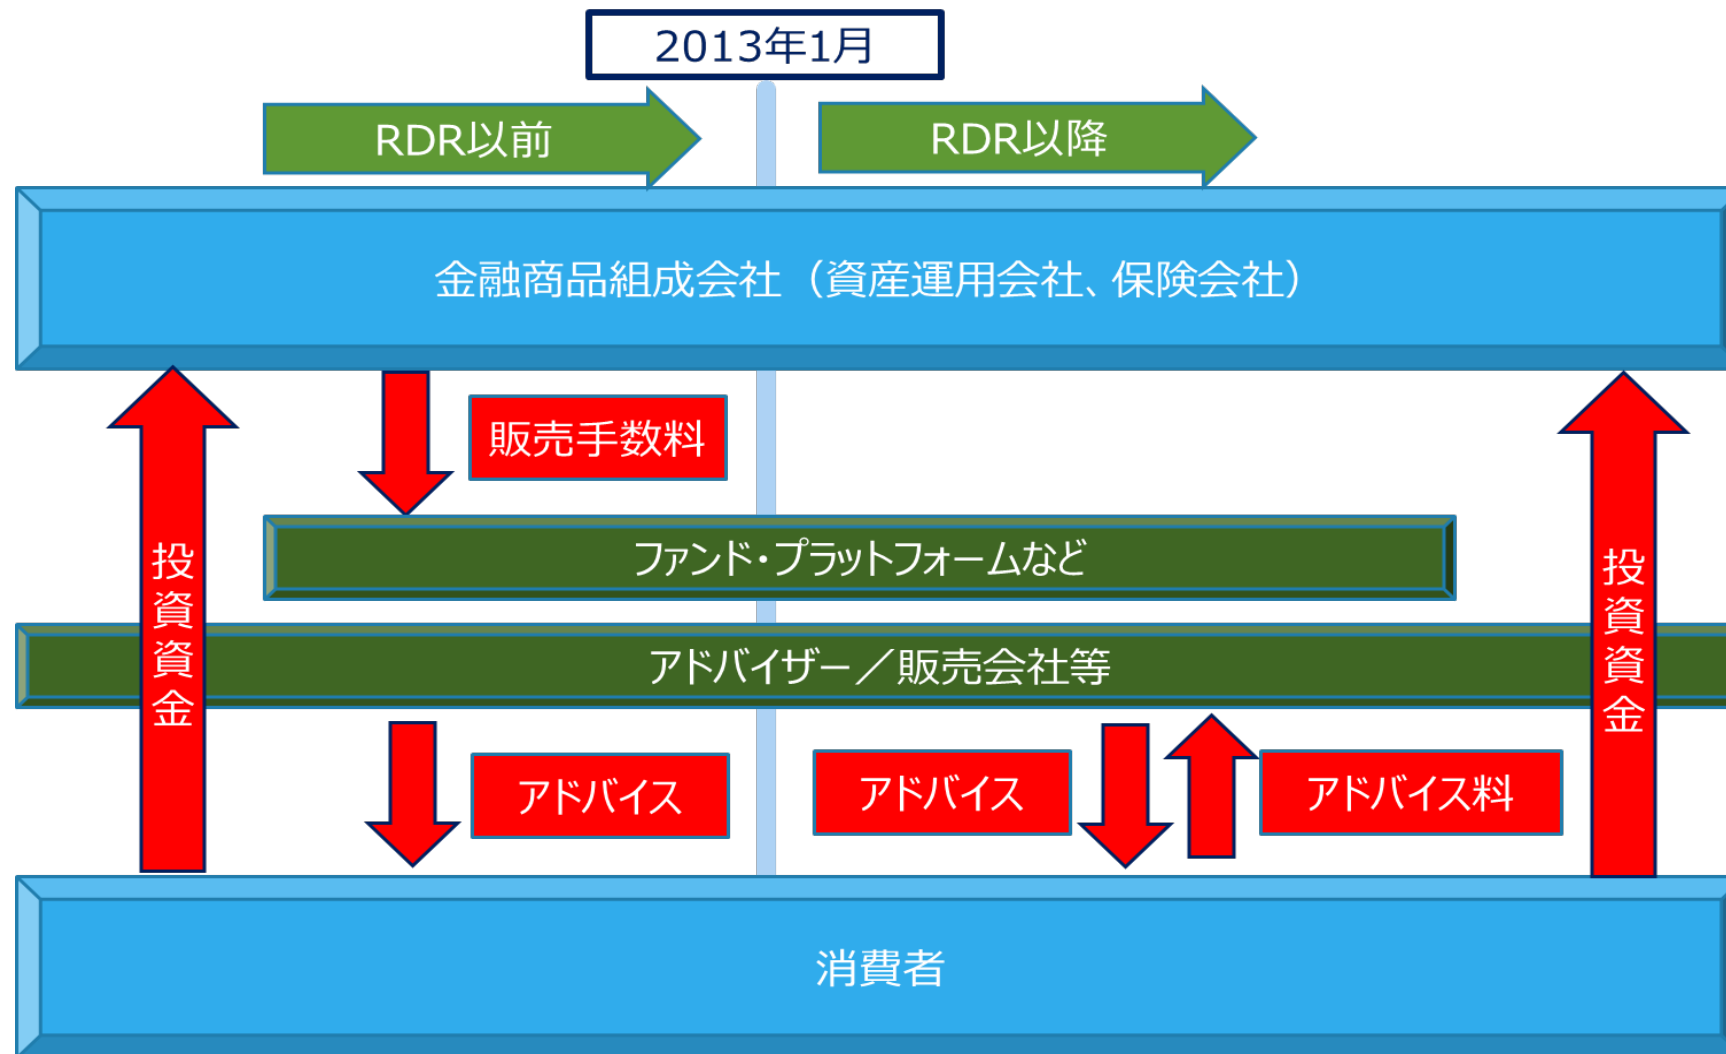 2013年1月
RDR以前
RDR以降
金融商品組成会社（資産運用会社、保険会社）
販売手数料
投資資金
投資資金
ファンド・プラットフォームなど
アドバイザー／販売会社等
アドバイス
アドバイス
アドバイス料
消費者